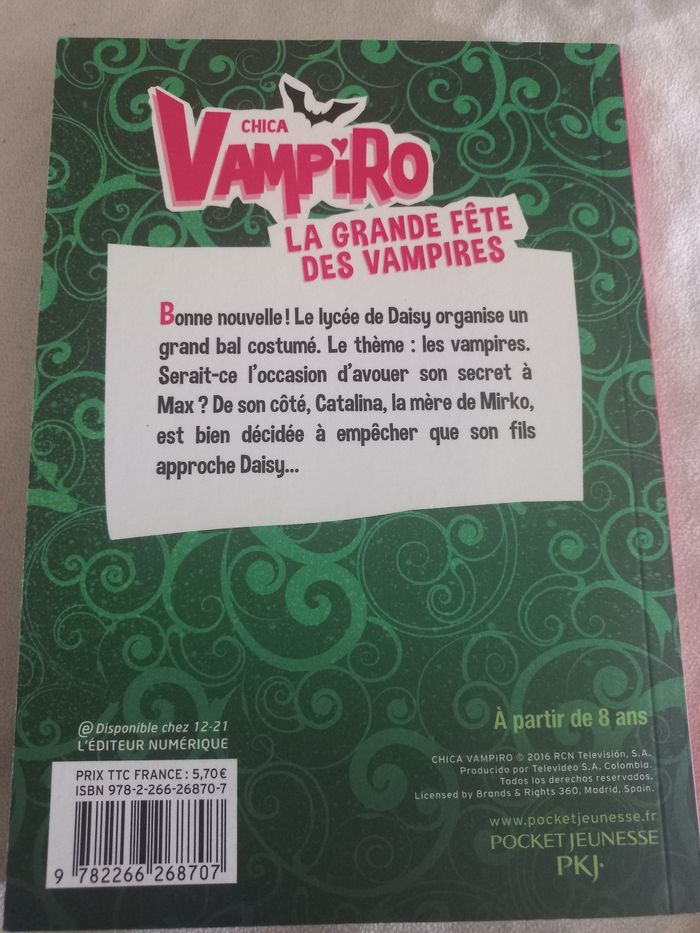 CHICA
VAMPiRO
LA GRANDE FÊTE
DES VAMPIRES
Bonne nouvelle! Le lycée de Daisy organise un
grand bal costumé. Le thème : les vampires.
Serait-ce l'occasion d'avouer son secret à
Max ? De son côté, Catalina, la mère de Mirko,
est bien décidée à empêcher que son fils
approche Daisy...
@ Disponible chez 12-21
L'ÉDITEUR NUMÉRIQUE
À partir de 8 ans
PRIX TTC FRANCE : 5,70 €
ISBN 978-2-266-26870-7
9 782266 268707
CHICA VAMPIRO © 2016 RCN Televisión, S.A.
Producido por Televideo S.A. Colombia.
Todos los derechos reservados.
Licensed by Brands & Rights 360, Madrid, Spain.
www.pocketjeunesse.fr
POCKET JEUNESSE
PKJ·